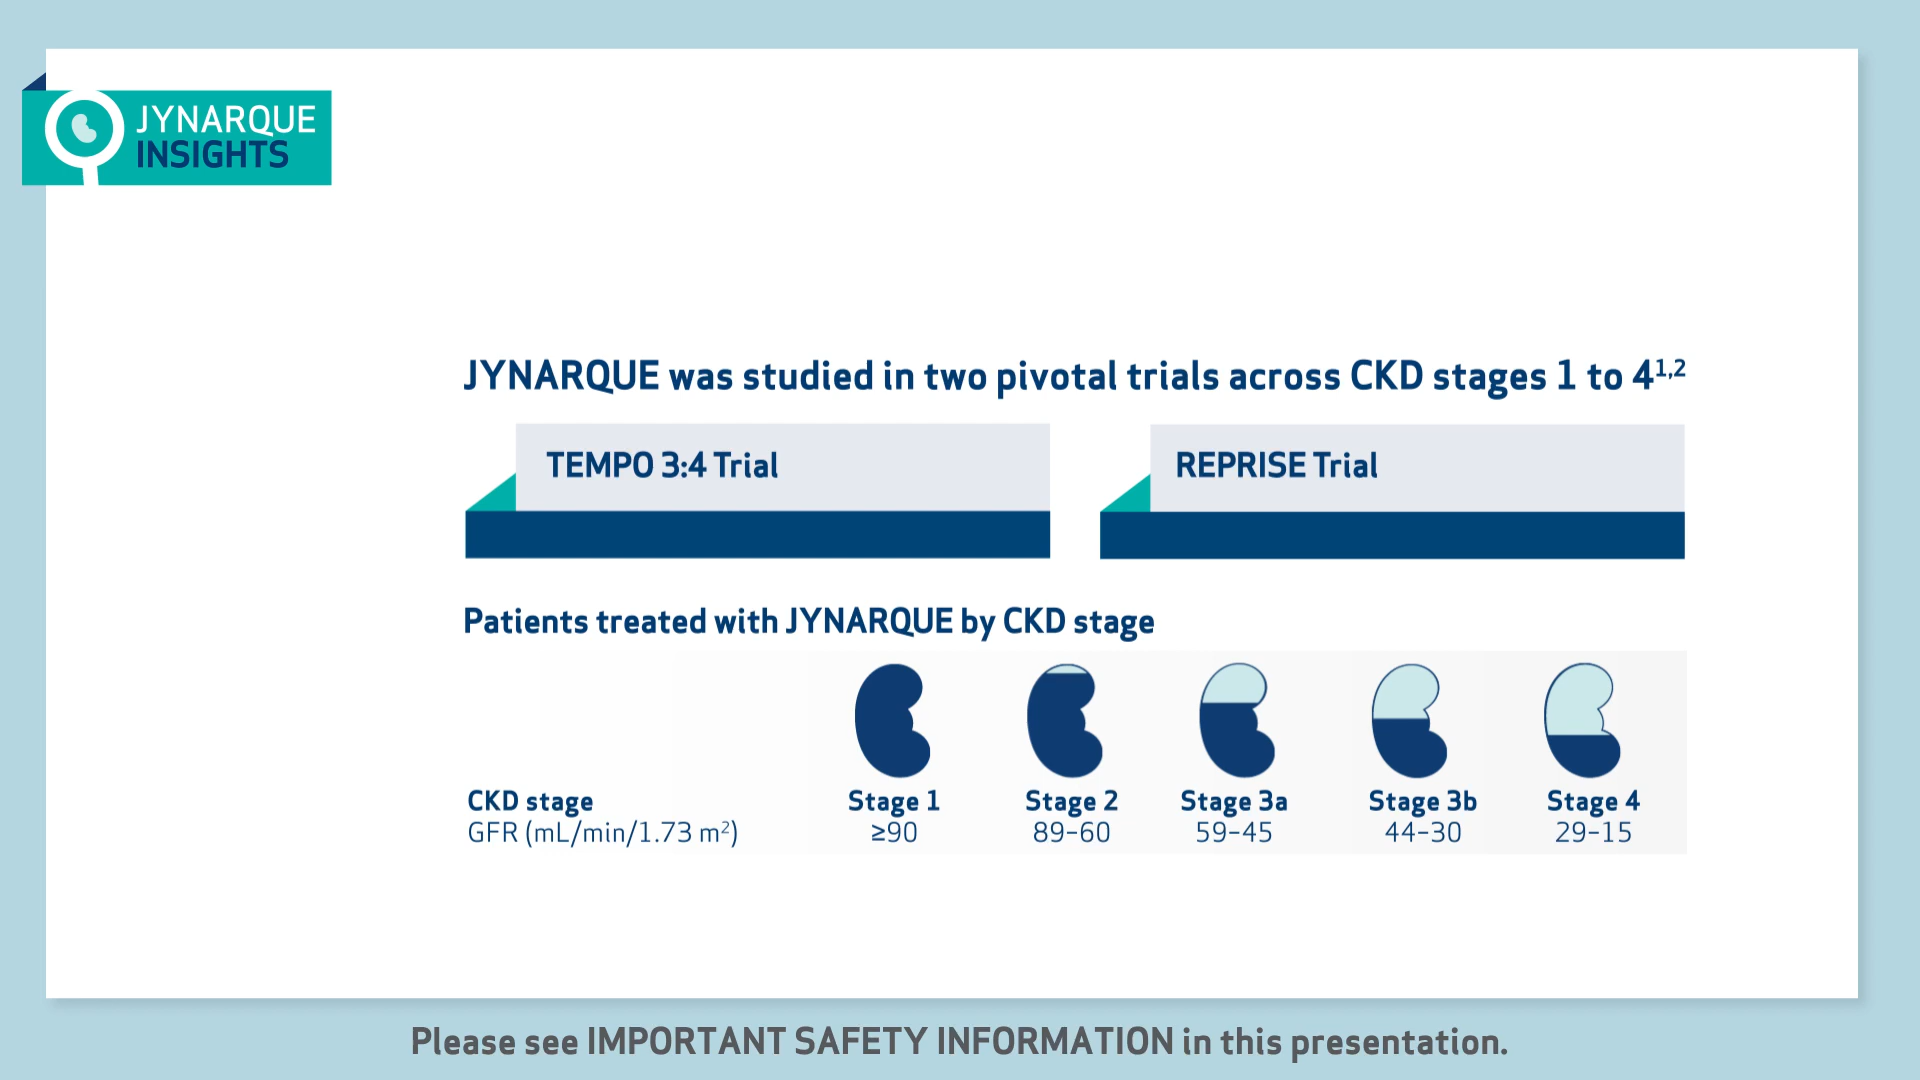 JYNARQUE
INSIGHTS
JYNARQUE was studied in two pivotal trials across CKD stages 1 to 4¹,²
TEMPO 3:4 Trial
REPRISE Trial
Patients treated with JYNARQUE by CKD stage
CKD stage Stage 1 Stage 2 Stage 3a Stage 3b Stage 4
GFR (mL/min/1.73 m²) ≥90 89–60 59–45 44–30 29–15
Please see IMPORTANT SAFETY INFORMATION in this presentation.